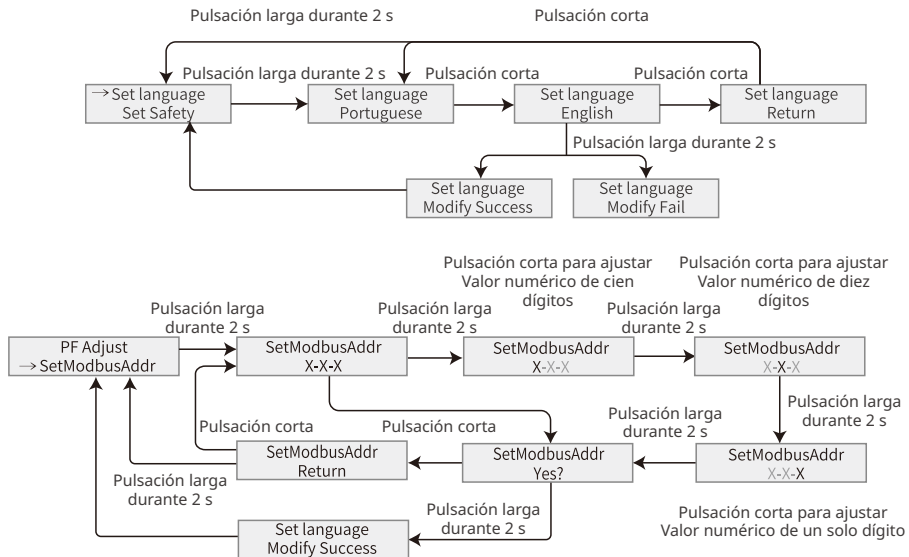 Pulsación larga durante 2 s
Pulsación corta
Pulsación larga durante 2 s
Pulsación corta
Pulsación corta
→Set language
Set Safety
Set language
Portuguese
Set language
English
Set language
Return
Pulsación larga durante 2 s
Set language
Modify Success
Set language
Modify Fail
Pulsación corta para ajustar
Valor numérico de cien
dígitos
Pulsación corta para ajustar
Valor numérico de diez
dígitos
Pulsación larga
durante 2 s
Pulsación larga
durante 2 s
Pulsación larga
durante 2 s
PF Adjust
→SetModbusAddr
SetModbusAddr
X-X-X
SetModbusAddr
X-X-X
SetModbusAddr
X-X-X
Pulsación larga
durante 2 s
Pulsación corta
Pulsación corta
Pulsación larga
durante 2 s
SetModbusAddr
Return
SetModbusAddr
Yes?
SetModbusAddr
X-X-X
Pulsación larga
durante 2 s
Pulsación larga
durante 2 s
Pulsación corta para ajustar
Valor numérico de un solo dígito
Set language
Modify Success